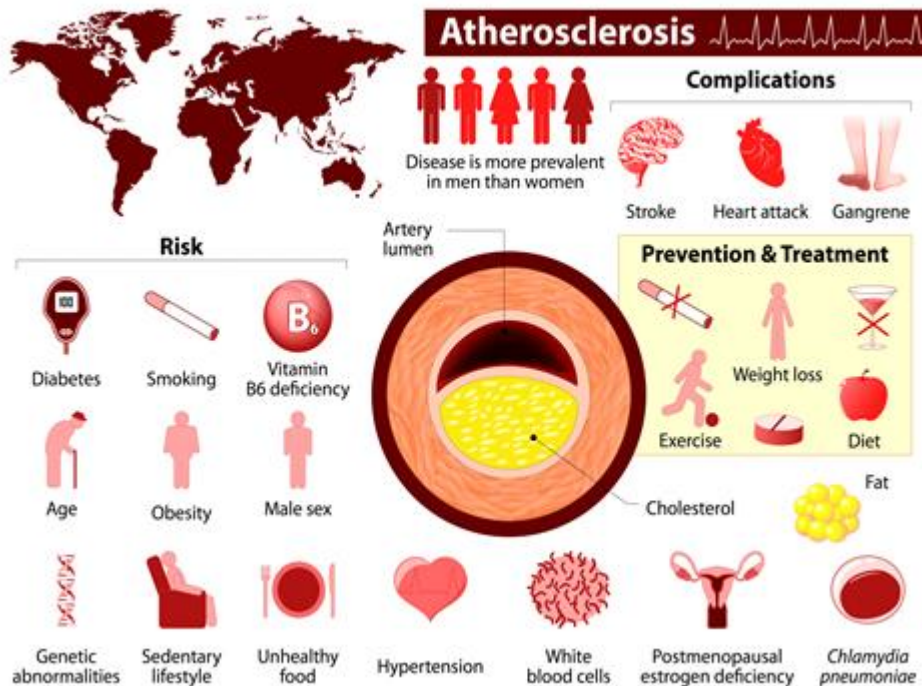 Atherosclerosis
Disease is more prevalent
in men than women
Complications
Stroke
Heart attack
Gangrene
Risk
100
Diabetes
Smoking
B6
Vitamin
B6 deficiency
Age
Obesity
Male sex
Artery
lumen
Cholesterol
Prevention & Treatment
Weight loss
Exercise
Diet
Fat
Genetic
abnormalities
Sedentary
lifestyle
Unhealthy
food
Hypertension
White
blood cells
Postmenopausal
estrogen deficiency
Chlamydia
pneumoniae